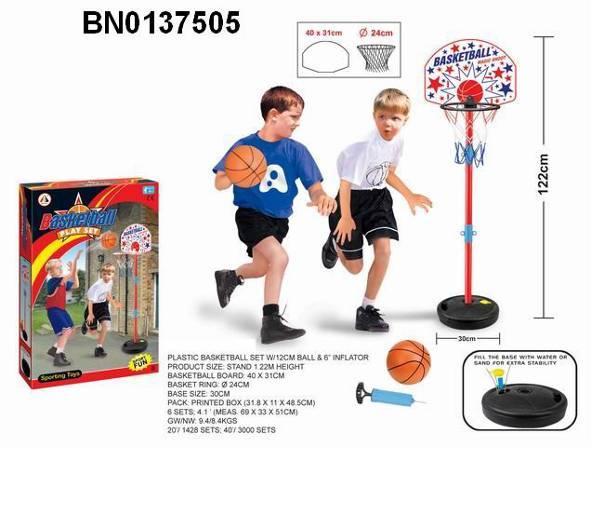 BN0137505
40 x 31cm
Ø 24cm
BASKETBALL
MAGIC SHOOT
122cm
30cm
Basketball
PLAY SET
FUN
Sporting Toys
PLASTIC BASKETBALL SET W/12CM BALL & 6" INFLATOR
PRODUCT SIZE: STAND 1.22M HEIGHT
BASKETBALL BOARD: 40 X 31CM
BASKET RING: Ø 24CM
BASE SIZE: 30CM
PACK: PRINTED BOX (31.8 X 11 X 48.5CM)
6 SETS; 4.1 ' (MEAS. 69 X 33 X 51CM)
GW/NW: 9.4/8.4KGS
20'/ 1428 SETS; 40'/ 3000 SETS
FILL THE BASE WITH WATER OR
SAND FOR EXTRA STABILITY